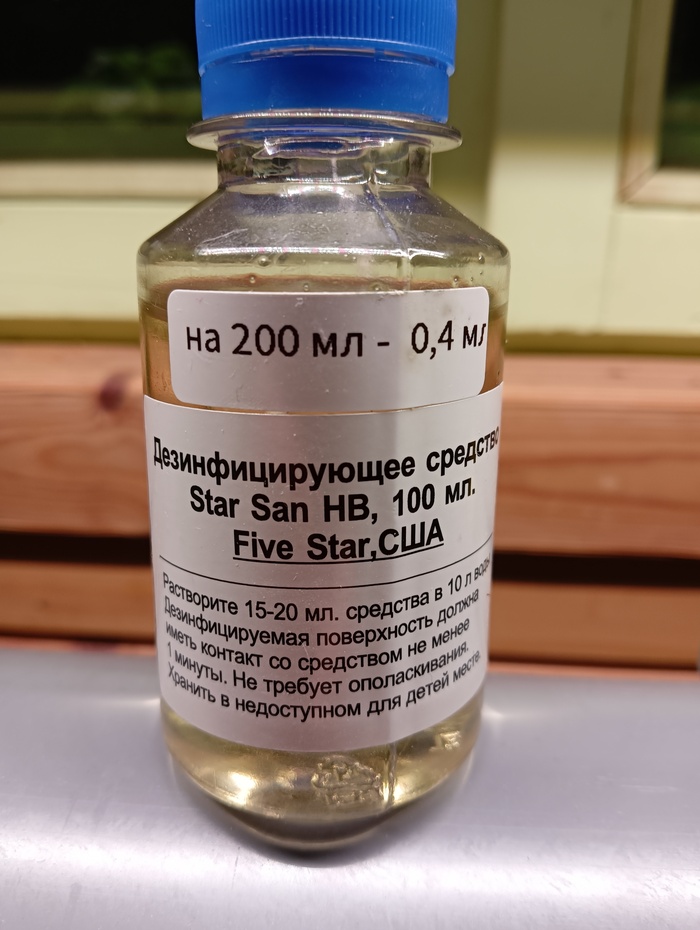 на 200 мл - 0,4 мл
Дезинфицирующее средство
Star San HB, 100 мл.
Five Star,США
Растворите 15-20 мл. средства в 10 л воды
Дезинфицируемая поверхность должна
иметь контакт со средством не менее
1 минуты. Не требует ополаскивания.
Хранить в недоступном для детей месте.